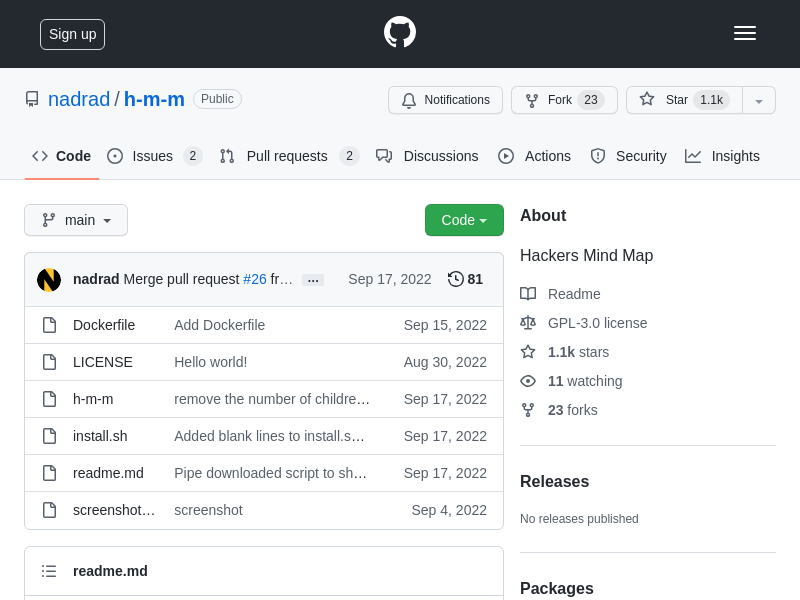 Sign up
nadrad / h-m-m Public
Notifications Fork 23 Star 1.1k
Code Issues 2 Pull requests 2 Discussions Actions Security Insights
main Code
nadrad Merge pull request #26 fr… … Sep 17, 2022 81
Dockerfile Add Dockerfile Sep 15, 2022
LICENSE Hello world! Aug 30, 2022
h-m-m remove the number of childre… Sep 17, 2022
install.sh Added blank lines to install.s… Sep 17, 2022
readme.md Pipe downloaded script to sh… Sep 17, 2022
screenshot… screenshot Sep 4, 2022
readme.md
About
Hackers Mind Map
Readme
GPL-3.0 license
1.1k stars
11 watching
23 forks
Releases
No releases published
Packages